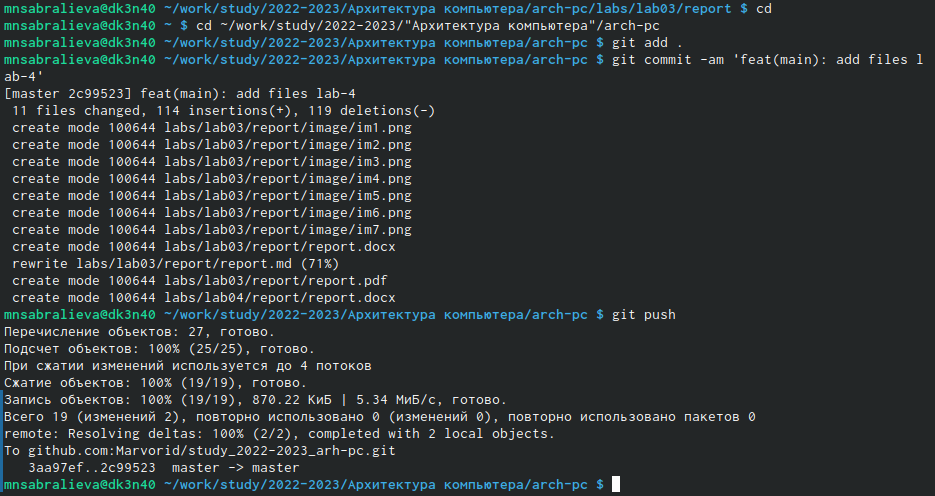 mnsabralieva@dk3n40 ~/work/study/2022-2023/Архитектура компьютера/arch-pc/labs/lab03/report $ cd
mnsabralieva@dk3n40 ~ $ cd ~/work/study/2022-2023/"Архитектура компьютера"/arch-pc
mnsabralieva@dk3n40 ~/work/study/2022-2023/Архитектура компьютера/arch-pc $ git add .
mnsabralieva@dk3n40 ~/work/study/2022-2023/Архитектура компьютера/arch-pc $ git commit -am 'feat(main): add files l
ab-4'
[master 2c99523] feat(main): add files lab-4
 11 files changed, 114 insertions(+), 119 deletions(-)
 create mode 100644 labs/lab03/report/image/im1.png
 create mode 100644 labs/lab03/report/image/im2.png
 create mode 100644 labs/lab03/report/image/im3.png
 create mode 100644 labs/lab03/report/image/im4.png
 create mode 100644 labs/lab03/report/image/im5.png
 create mode 100644 labs/lab03/report/image/im6.png
 create mode 100644 labs/lab03/report/image/im7.png
 create mode 100644 labs/lab03/report/report.docx
 rewrite labs/lab03/report/report.md (71%)
 create mode 100644 labs/lab03/report/report.pdf
 create mode 100644 labs/lab04/report/report.docx
mnsabralieva@dk3n40 ~/work/study/2022-2023/Архитектура компьютера/arch-pc $ git push
Перечисление объектов: 27, готово.
Подсчет объектов: 100% (25/25), готово.
При сжатии изменений используется до 4 потоков
Сжатие объектов: 100% (19/19), готово.
Запись объектов: 100% (19/19), 870.22 КиБ | 5.34 МиБ/с, готово.
Всего 19 (изменений 2), повторно использовано 0 (изменений 0), повторно использовано пакетов 0
remote: Resolving deltas: 100% (2/2), completed with 2 local objects.
To github.com:Marvorid/study_2022-2023_arh-pc.git
   3aa97ef..2c99523  master -> master
mnsabralieva@dk3n40 ~/work/study/2022-2023/Архитектура компьютера/arch-pc $